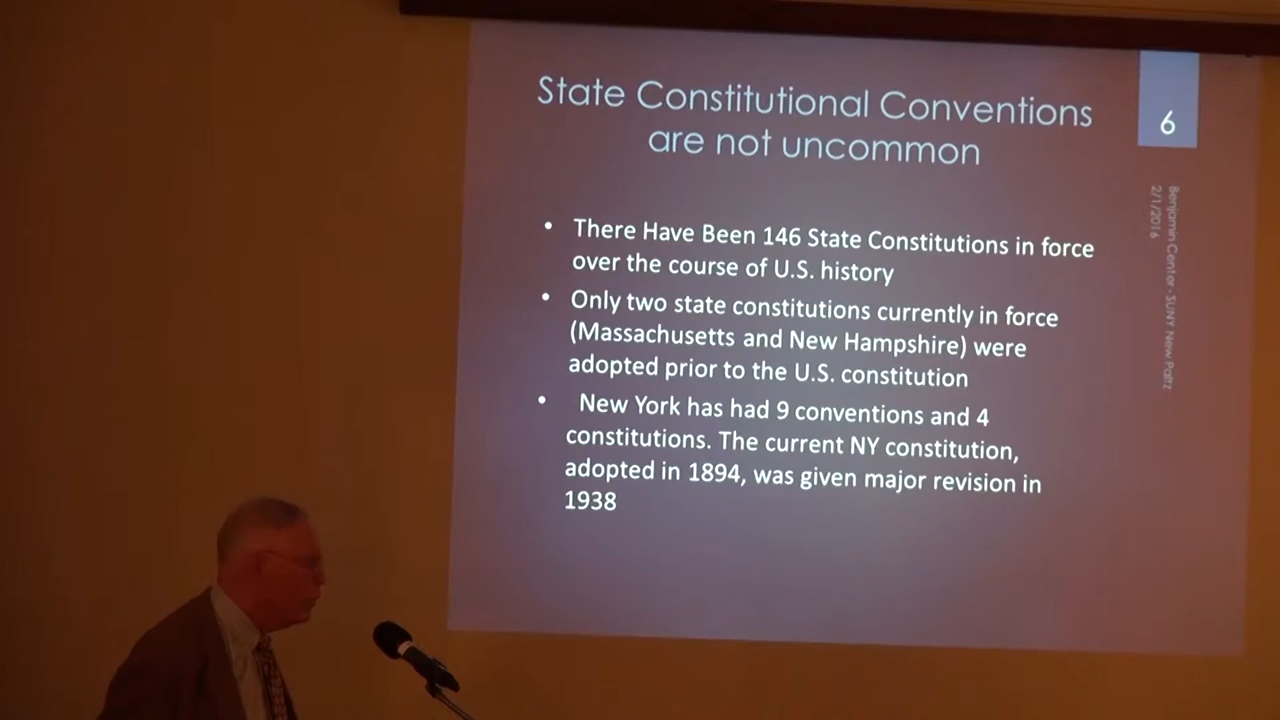 State Constitutional Conventions
are not uncommon
6
Benjamin Center - SUNY New Paltz
2/1/2016
• There Have Been 146 State Constitutions in force
over the course of U.S. history
• Only two state constitutions currently in force
(Massachusetts and New Hampshire) were
adopted prior to the U.S. constitution
• New York has had 9 conventions and 4
constitutions. The current NY constitution,
adopted in 1894, was given major revision in
1938